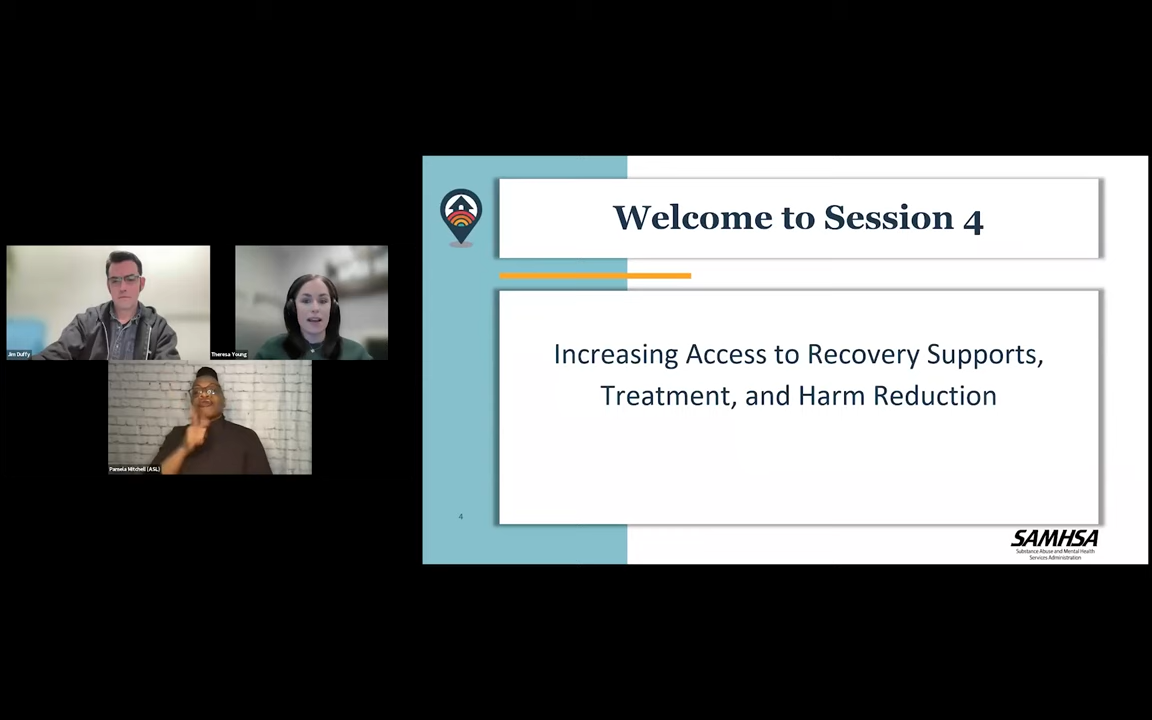 Jim Duffy
Theresa Young
Pamela Mitchell (ASL)
Welcome to Session 4
Increasing Access to Recovery Supports,
Treatment, and Harm Reduction
4
SAMHSA
Substance Abuse and Mental Health
Services Administration